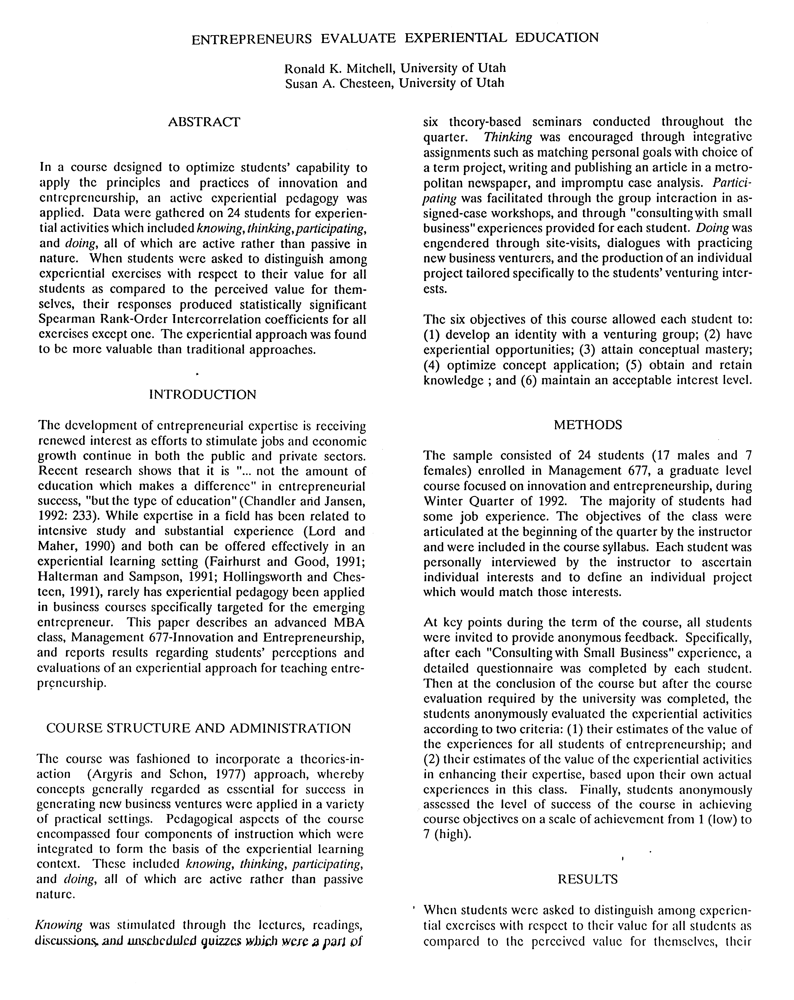 ENTREPRENEURS EVALUATE EXPERIENTIAL EDUCATION
Ronald K. Mitchell, University of Utah
Susan A. Chesteen, University of Utah
ABSTRACT
In a course designed to optimize students' capability to
apply the principles and practices of innovation and
entrepreneurship, an active experiential pedagogy was
applied. Data were gathered on 24 students for experien-
tial activities which included knowing, thinking, participating,
and doing, all of which are active rather than passive in
nature. When students were asked to distinguish among
experiential exercises with respect to their value for all
students as compared to the perceived value for them-
selves, their responses produced statistically significant
Spearman Rank-Order Intercorrelation coefficients for all
exercises except one. The experiential approach was found
to be more valuable than traditional approaches.
INTRODUCTION
The development of entrepreneurial expertise is receiving
renewed interest as efforts to stimulate jobs and economic
growth continue in both the public and private sectors.
Recent research shows that it is "... not the amount of
education which makes a difference" in entrepreneurial
success, "but the type of education" (Chandler and Jansen,
1992: 233). While expertise in a field has been related to
intensive study and substantial experience (Lord and
Maher, 1990) and both can be offered effectively in an
experiential learning setting (Fairhurst and Good, 1991;
Halterman and Sampson, 1991; Hollingsworth and Ches-
teen, 1991), rarely has experiential pedagogy been applied
in business courses specifically targeted for the emerging
entrepreneur. This paper describes an advanced MBA
class, Management 677-Innovation and Entrepreneurship,
and reports results regarding students' perceptions and
evaluations of an experiential approach for teaching entre-
preneurship.
COURSE STRUCTURE AND ADMINISTRATION
The course was fashioned to incorporate a theories-in-
action (Argyris and Schon, 1977) approach, whereby
concepts generally regarded as essential for success in
generating new business ventures were applied in a variety
of practical settings. Pedagogical aspects of the course
encompassed four components of instruction which were
integrated to form the basis of the experiential learning
context. These included knowing, thinking, participating,
and doing, all of which are active rather than passive
nature.
Knowing was stimulated through the lectures, readings,
discussions, and unscheduled quizzes which were a part of
six theory-based seminars conducted throughout the
quarter. Thinking was encouraged through integrative
assignments such as matching personal goals with choice of
a term project, writing and publishing an article in a metro-
politan newspaper, and impromptu case analysis. Partici-
pating was facilitated through the group interaction in as-
signed-case workshops, and through "consulting with small
business" experiences provided for each student. Doing was
engendered through site-visits, dialogues with practicing
new business venturers, and the production of an individual
project tailored specifically to the students' venturing inter-
ests.
The six objectives of this course allowed each student to:
(1) develop an identity with a venturing group; (2) have
experiential opportunities; (3) attain conceptual mastery;
(4) optimize concept application; (5) obtain and retain
knowledge ; and (6) maintain an acceptable interest level.
METHODS
The sample consisted of 24 students (17 males and 7
females) enrolled in Management 677, a graduate level
course focused on innovation and entrepreneurship, during
Winter Quarter of 1992. The majority of students had
some job experience. The objectives of the class were
articulated at the beginning of the quarter by the instructor
and were included in the course syllabus. Each student was
personally interviewed by the instructor to ascertain
individual interests and to define an individual project
which would match those interests.
At key points during the term of the course, all students
were invited to provide anonymous feedback. Specifically,
after each "Consulting with Small Business" experience, a
detailed questionnaire was completed by each student.
Then at the conclusion of the course but after the course
evaluation required by the university was completed, the
students anonymously evaluated the experiential activities
according to two criteria: (1) their estimates of the value of
the experiences for all students of entrepreneurship; and
(2) their estimates of the value of the experiential activities
in enhancing their expertise, based upon their own actual
experiences in this class. Finally, students anonymously
assessed the level of success of the course in achieving
course objectives on a scale of achievement from 1 (low) to
7 (high).
RESULTS
When students were asked to distinguish among experien-
tial exercises with respect to their value for all students as
compared to the perceived value for themselves, their